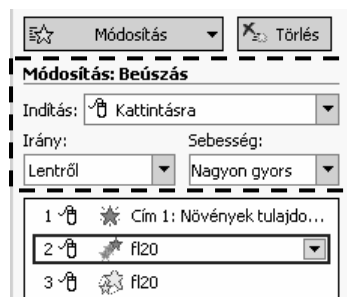 Módosítás Törlés
Módosítás: Beúszás
Indítás: Kattintásra
Irány: Sebesség:
Lentről Nagyon gyors
1 Cím 1: Növények tulajdo...
2 fl20
3 fl20